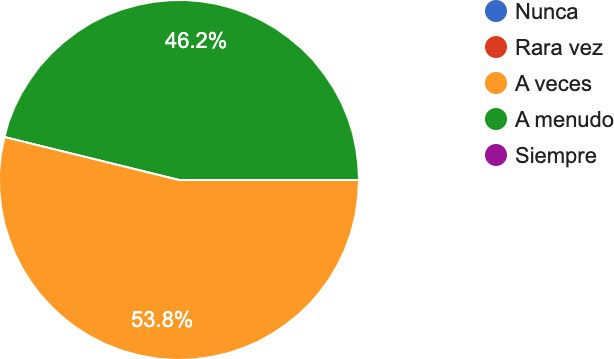 46.2%
53.8%
Nunca
Rara vez
A veces
A menudo
Siempre